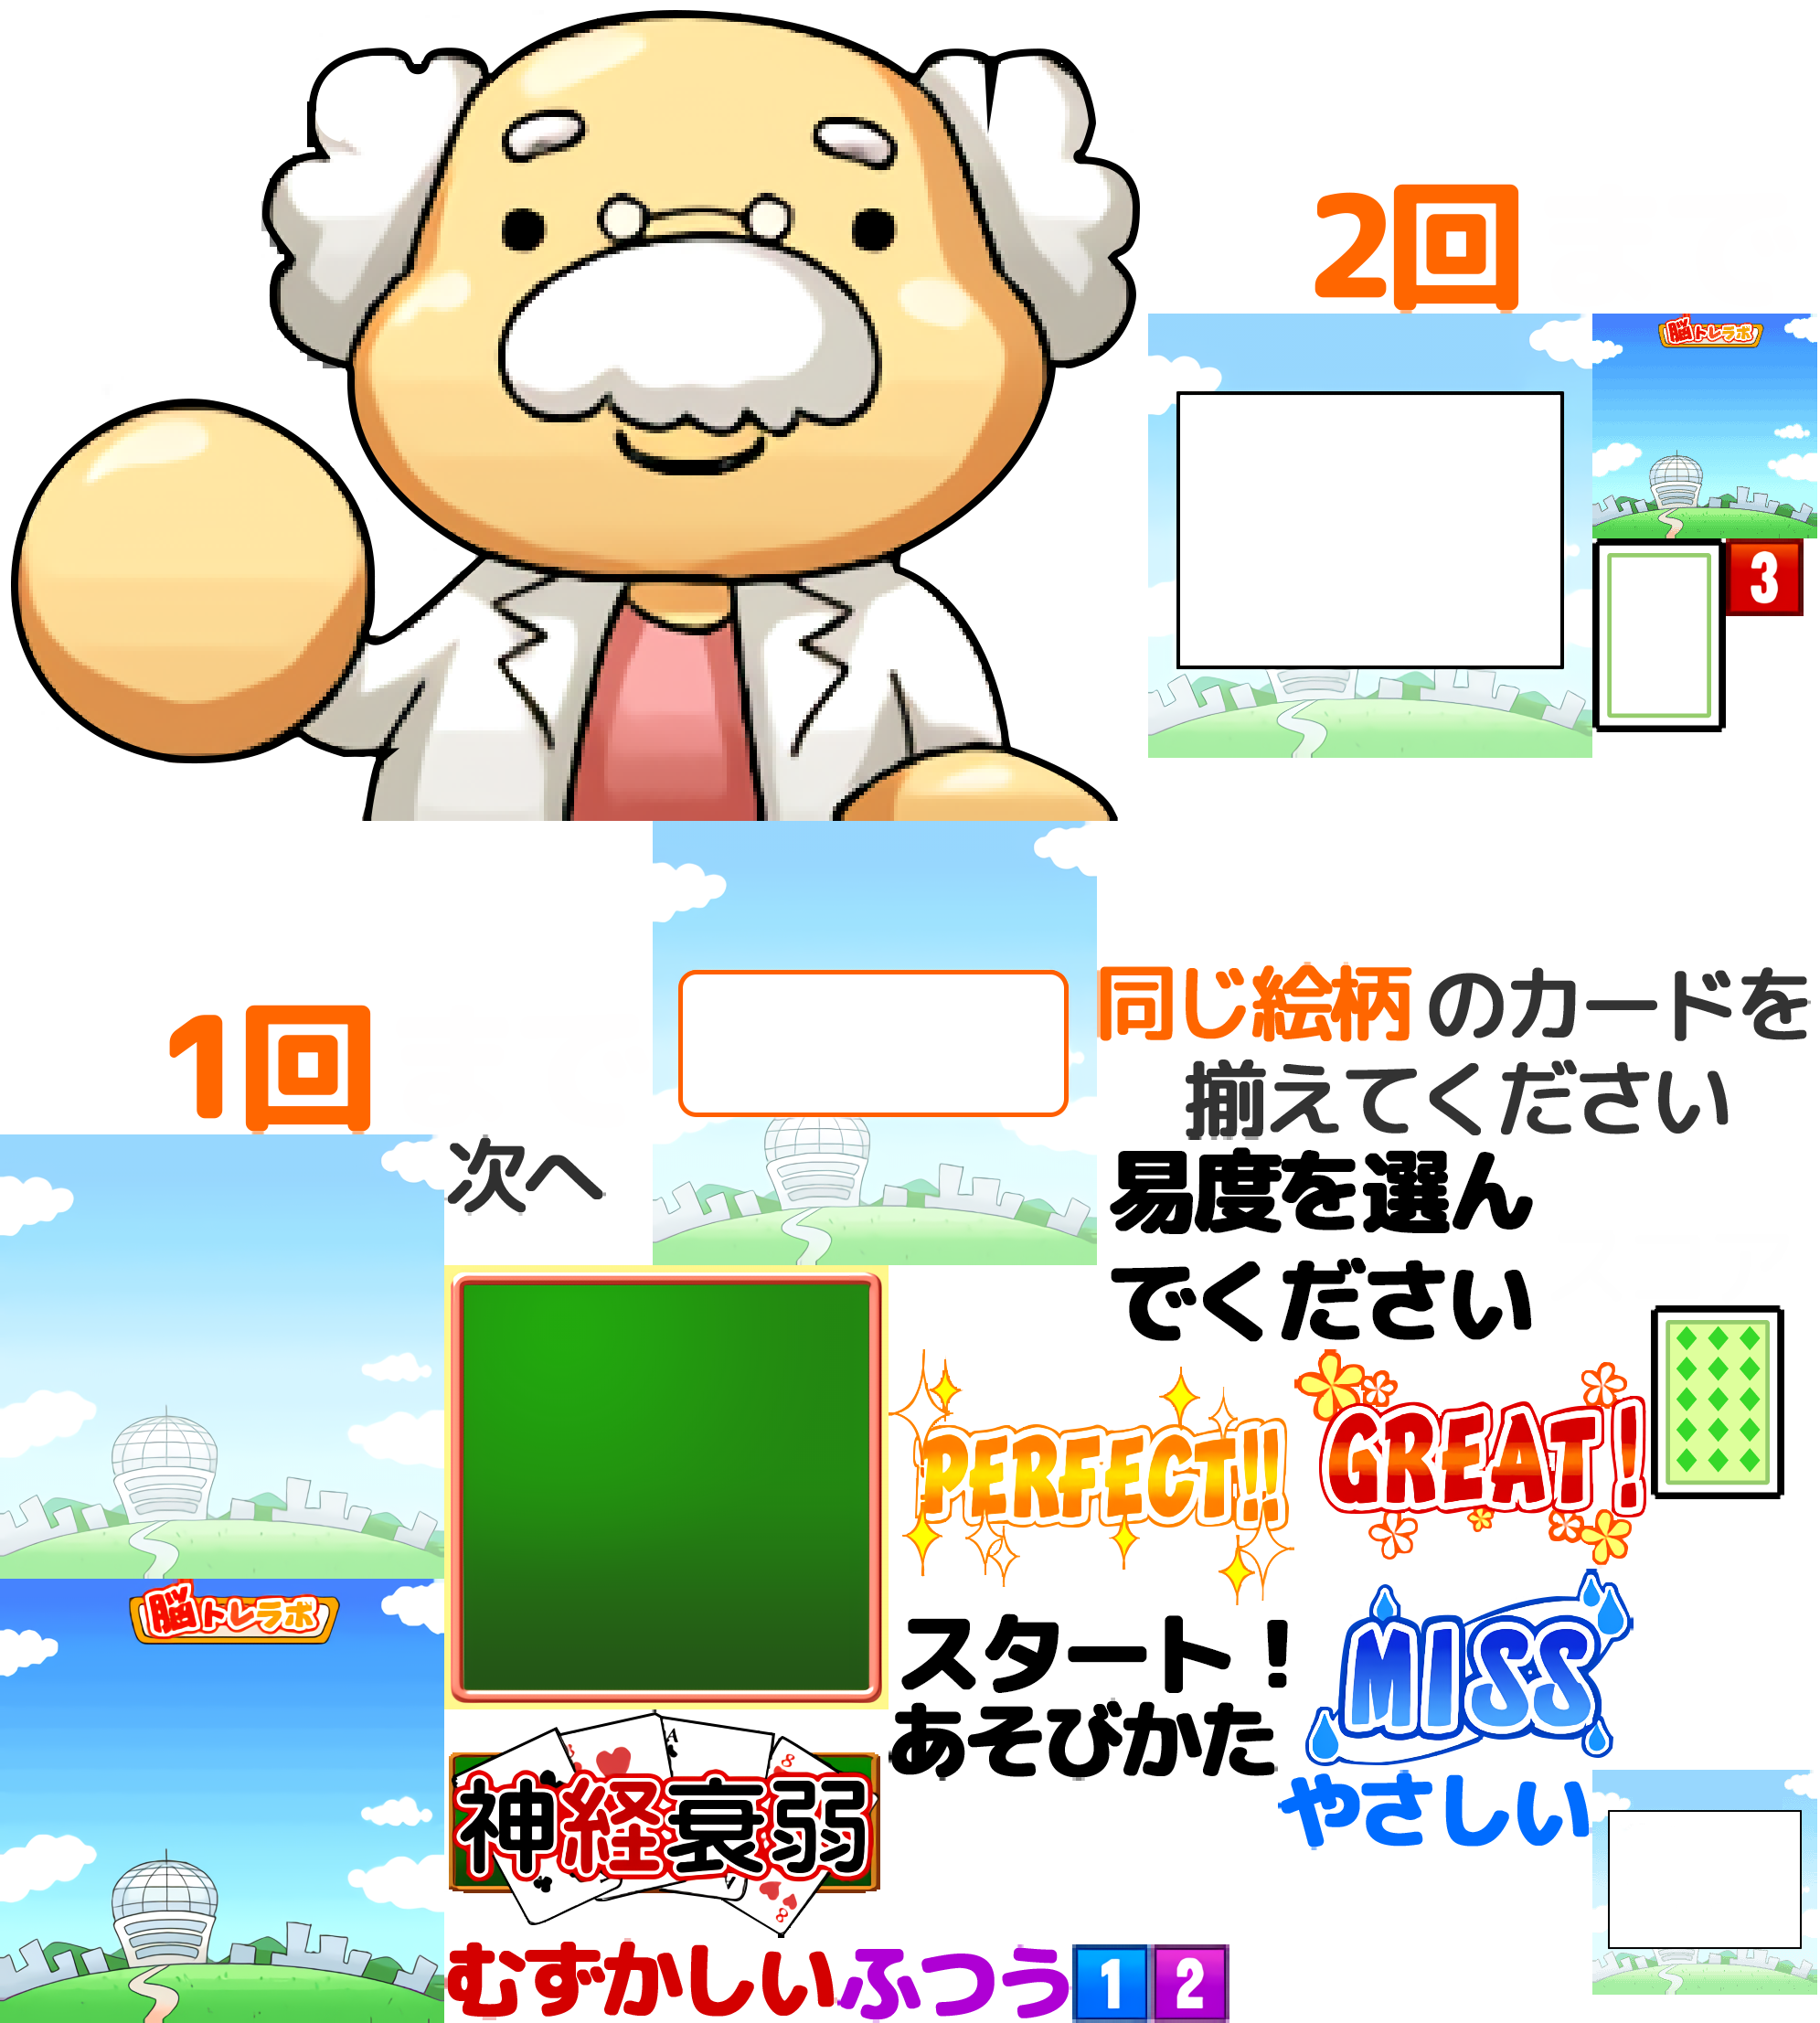 2回
脳トレラボ
3
1回
同じ絵柄のカードを
揃えてください
次へ
易度を選ん
でください
PERFECT!!
GREAT!
脳トレラボ
スタート！
MISS
あそびかた
神経衰弱
A
8
8
やさしい
むずかしい
ふつう
1
2